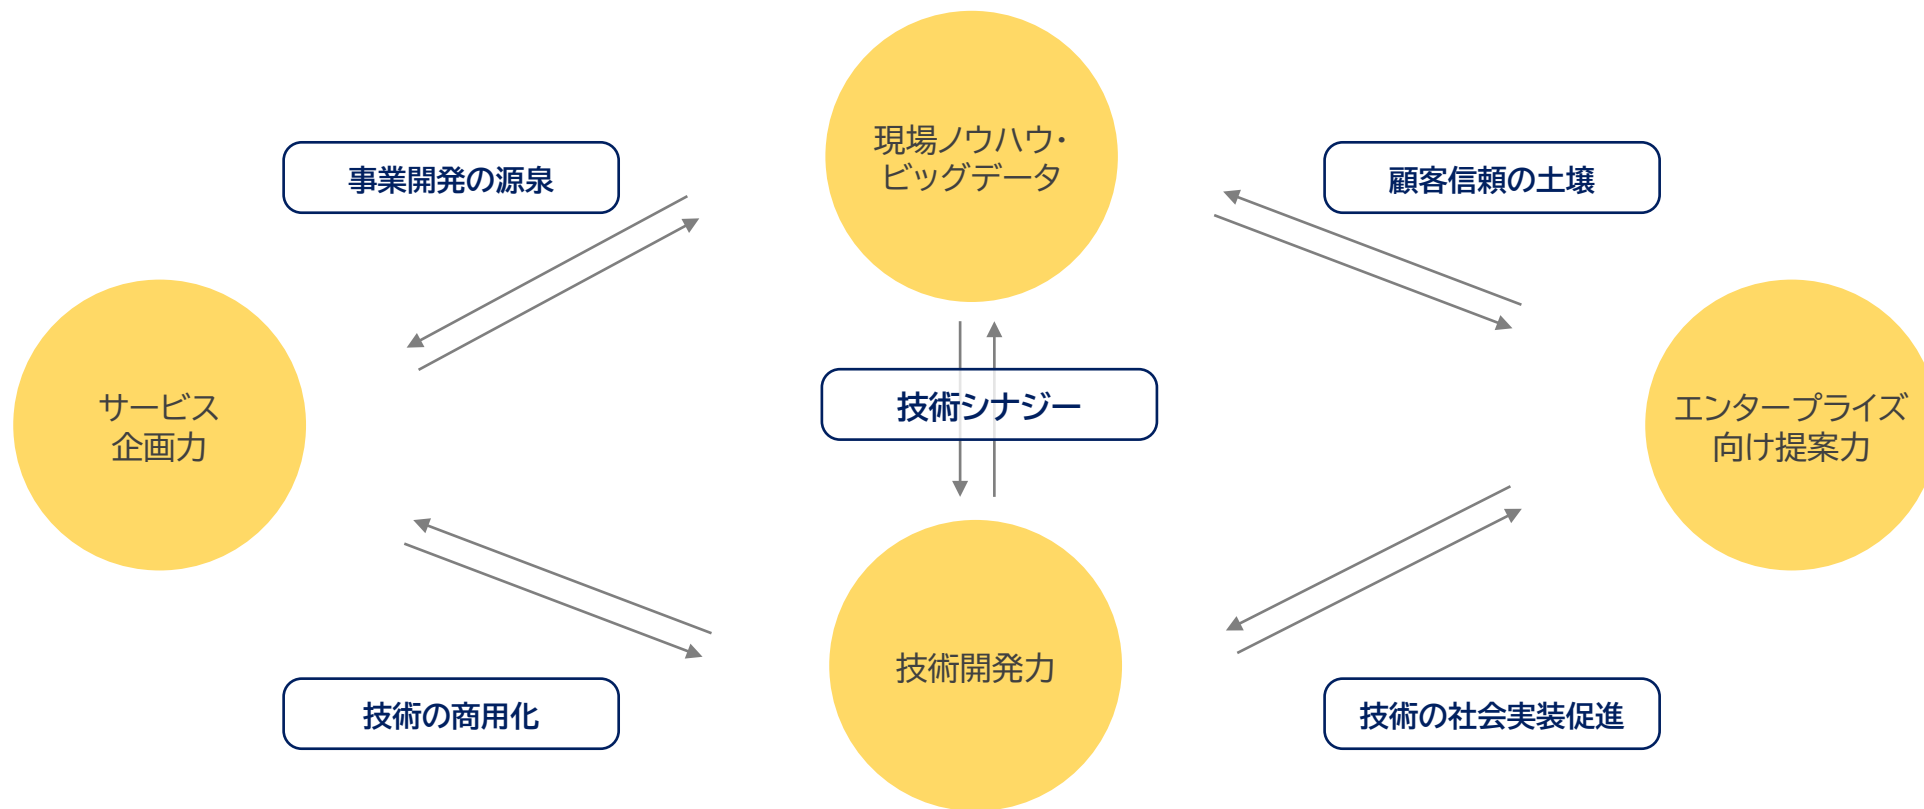 現場ノウハウ・
ビッグデータ
事業開発の源泉
顧客信頼の土壌
サービス
企画力
技術シナジー
エンタープライズ
向け提案力
技術開発力
技術の商用化
技術の社会実装促進